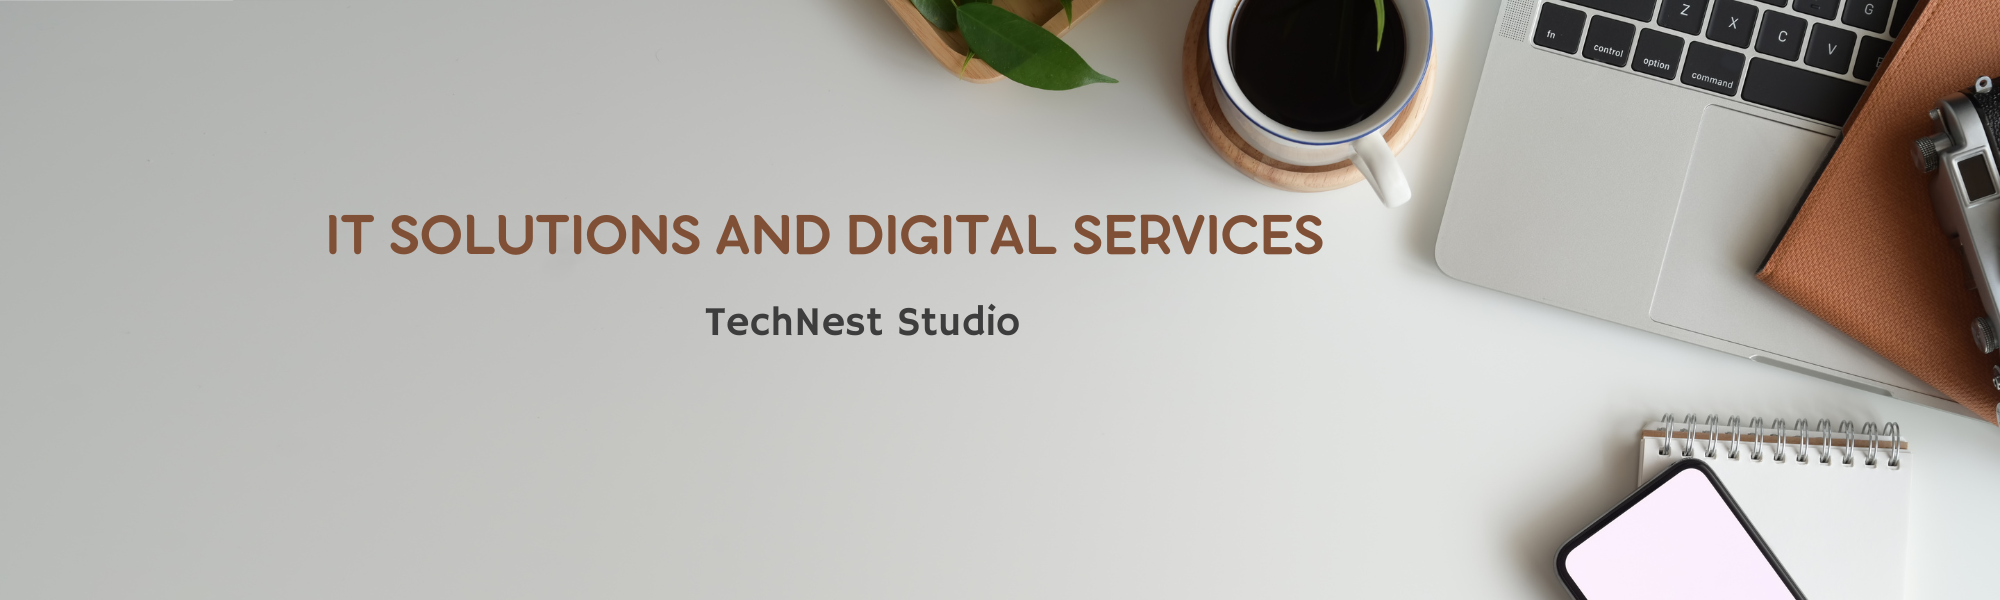 Z X C V G
fn control option command
IT SOLUTIONS AND DIGITAL SERVICES
TechNest Studio